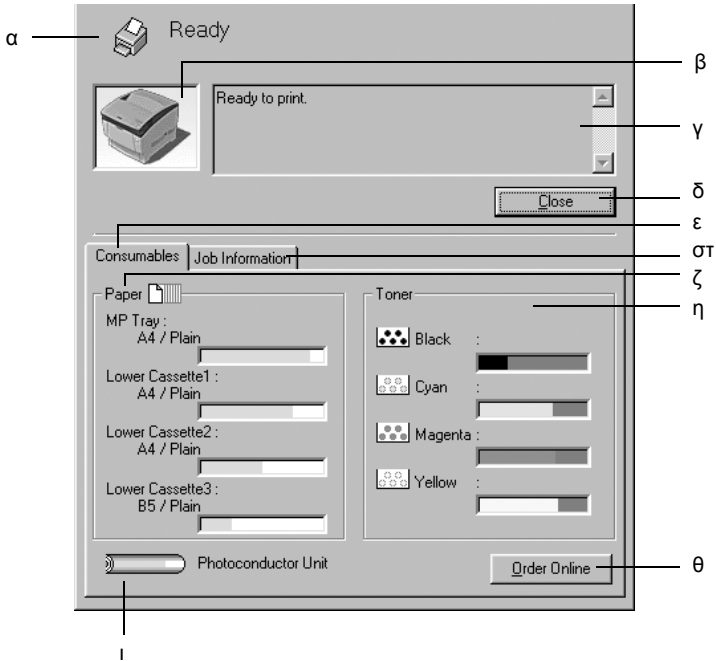 α
Ready
β
Ready to print.
γ
Close
δ
ε
Consumables
Job Information
στ
ζ
Paper
Toner
η
MP Tray :
A4 / Plain
Lower Cassette1 :
A4 / Plain
Lower Cassette2 :
A4 / Plain
Lower Cassette3 :
B5 / Plain
Black :
Cyan :
Magenta :
Yellow :
Photoconductor Unit
Order Online
θ
ι